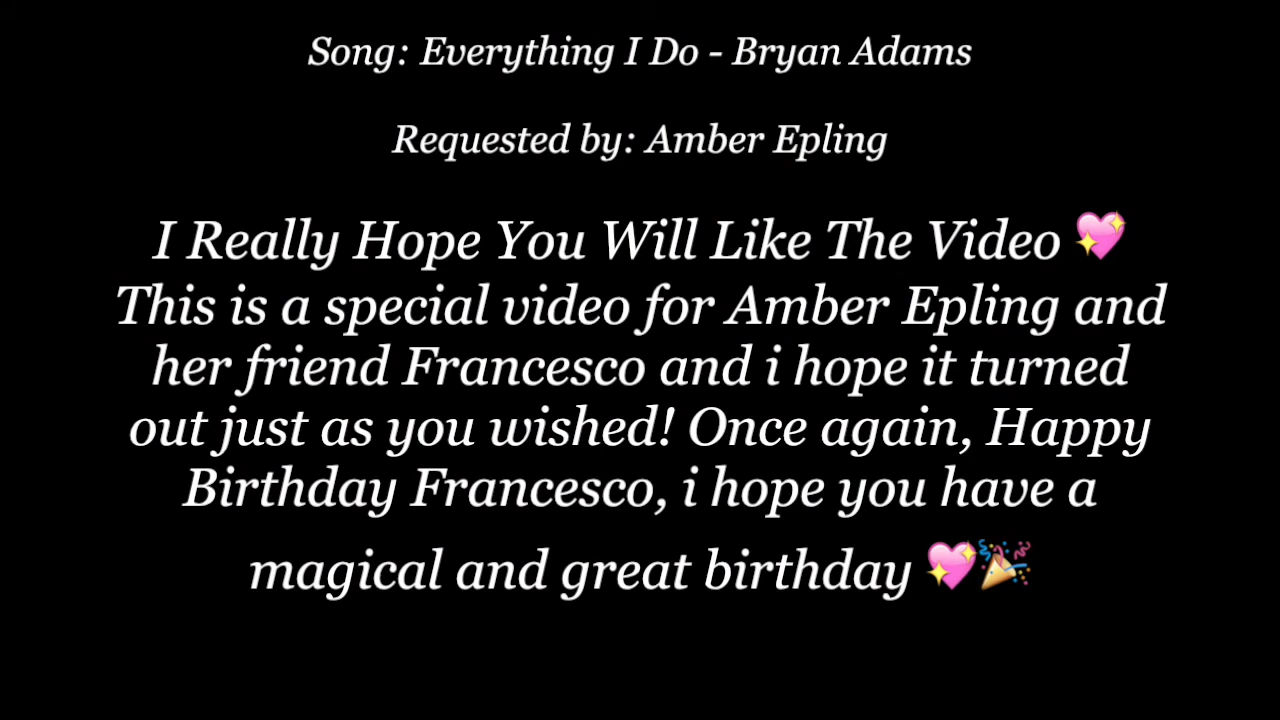 Song: Everything I Do - Bryan Adams
Requested by: Amber Epling
I Really Hope You Will Like The Video 💖
This is a special video for Amber Epling and
her friend Francesco and i hope it turned
out just as you wished! Once again, Happy
Birthday Francesco, i hope you have a
magical and great birthday 💖🎉